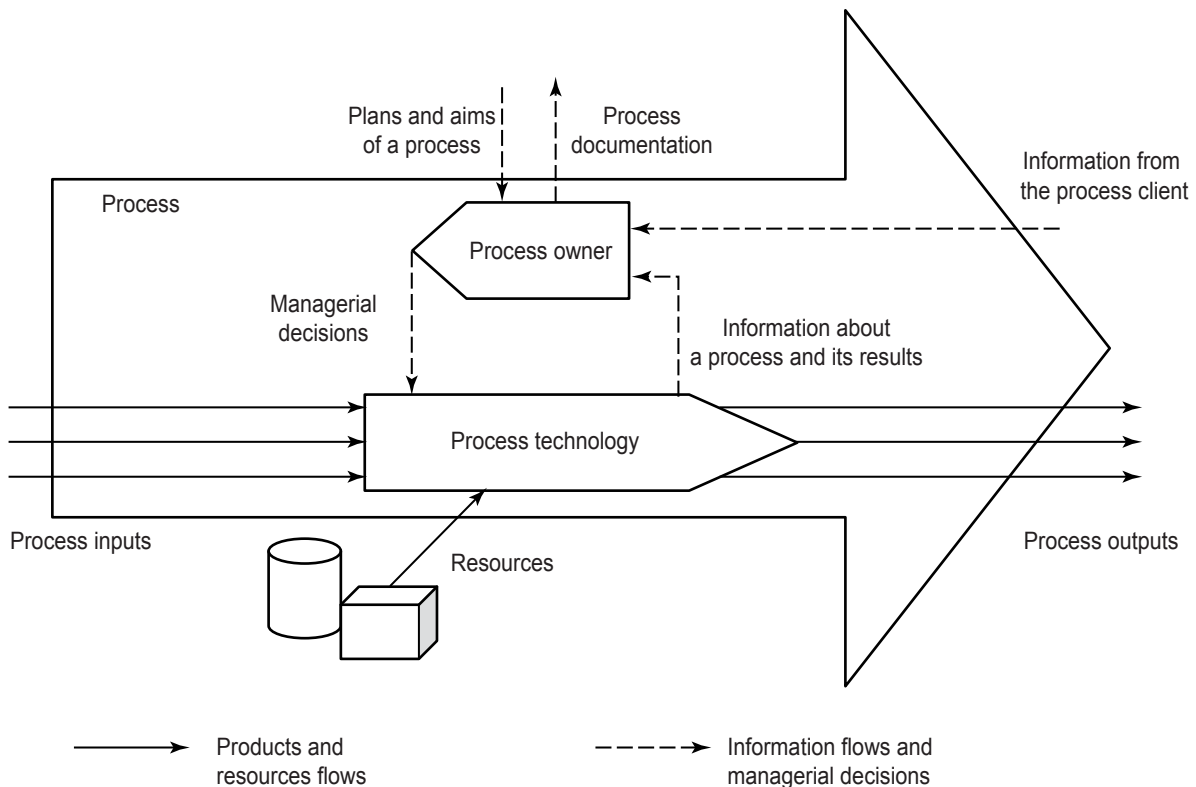 Plans and aims
of a process
Process
documentation
Information from
the process client
Process
Process owner
Managerial
decisions
Information about
a process and its results
Process technology
Process inputs
Resources
Process outputs
Products and
resources flows
Information flows and
managerial decisions